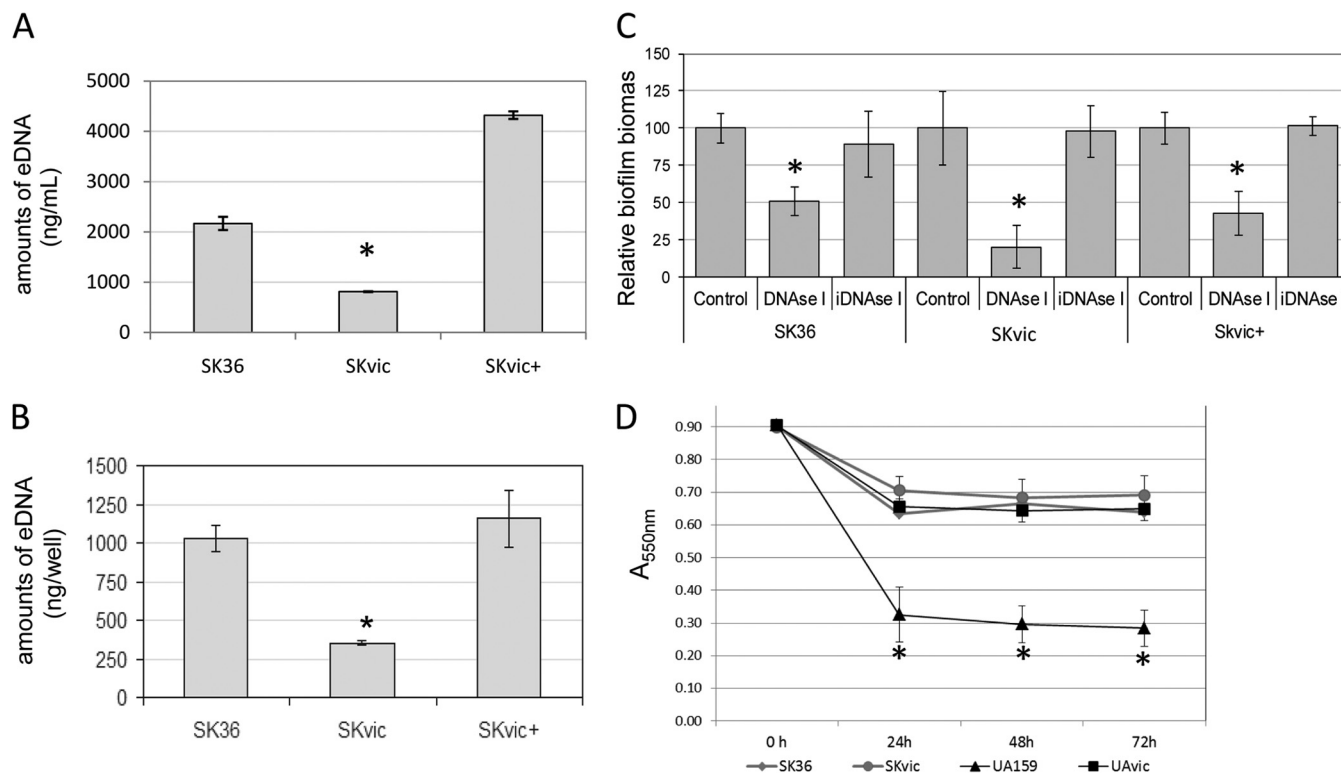 A
amounts of eDNA
(ng/mL)
5000
4000
3000
2000
1000
0
*
SK36 SKvic SKvic+
B
amounts of eDNA
(ng/well)
1500
1250
1000
750
500
250
0
*
SK36 SKvic SKvic+
C
Relative biofilm biomas
150
125
100
75
50
25
0
* * *
Control DNAse I iDNAse I Control DNAse I iDNAse I Control DNAse I iDNAse
SK36 SKvic Skvic+
D
A550nm
0.90
0.80
0.70
0.60
0.50
0.40
0.30
0.20
0.10
0.00
* * *
0 h 24h 48h 72h
SK36 SKvic UA159 UAvic